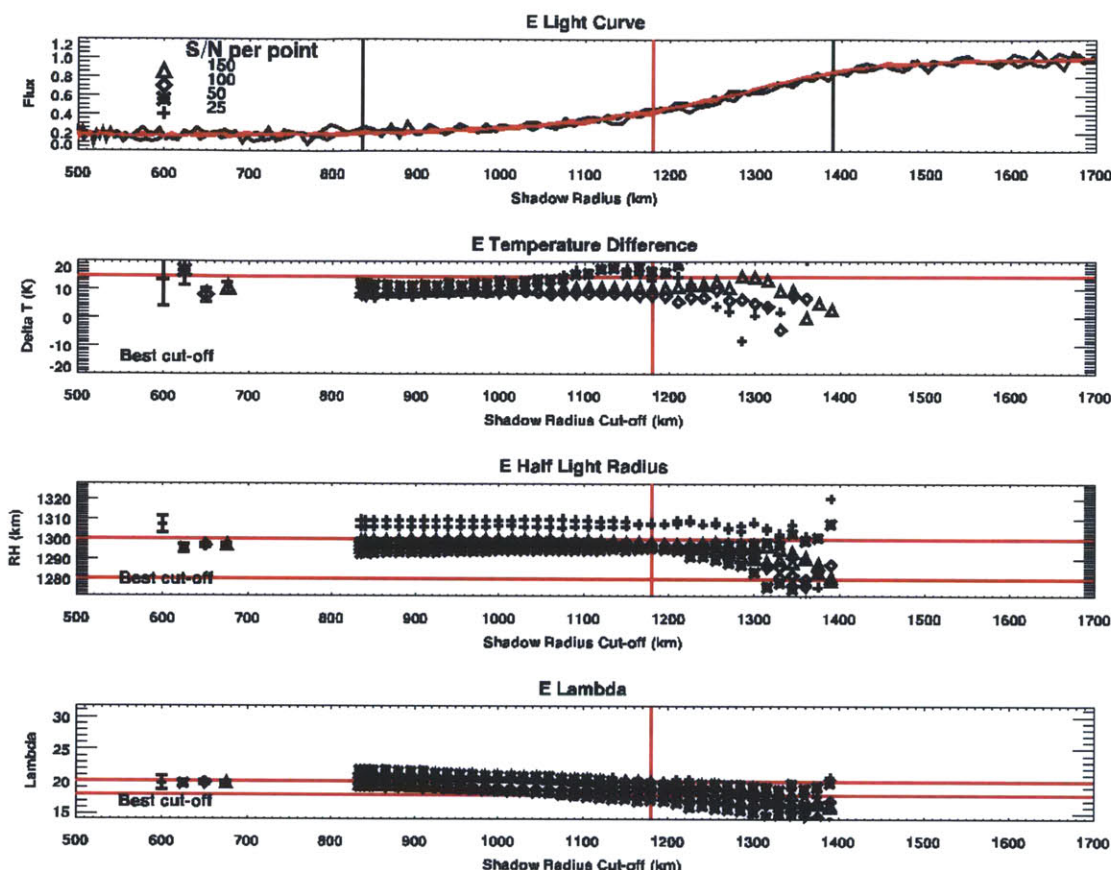 E Light Curve
S/N per point
150
100
50
25
Flux
1.2
1.0
0.8
0.6
0.4
0.2
0.0
500 600 700 800 900 1000 1100 1200 1300 1400 1500 1600 1700
Shadow Radius (km)
E Temperature Difference
Delta T (K)
20
10
0
-10
-20
Best cut-off
500 600 700 800 900 1000 1100 1200 1300 1400 1500 1600 1700
Shadow Radius Cut-off (km)
E Half Light Radius
RH (km)
1320
1310
1300
1290
1280
Best cut-off
500 600 700 800 900 1000 1100 1200 1300 1400 1500 1600 1700
Shadow Radius Cut-off (km)
E Lambda
Lambda
30
25
20
15
Best cut-off
500 600 700 800 900 1000 1100 1200 1300 1400 1500 1600 1700
Shadow Radius Cut-off (km)